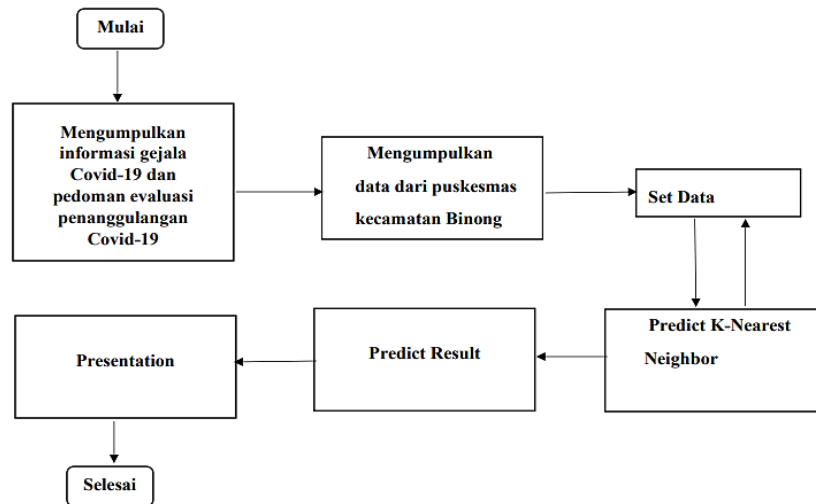 Mulai
Mengumpulkan
informasi gejala
Covid-19 dan
pedoman evaluasi
penanggulangan
Covid-19
Mengumpulkan
data dari puskesmas
kecamatan Binong
Set Data
Predict K-Nearest
Neighbor
Predict Result
Presentation
Selesai